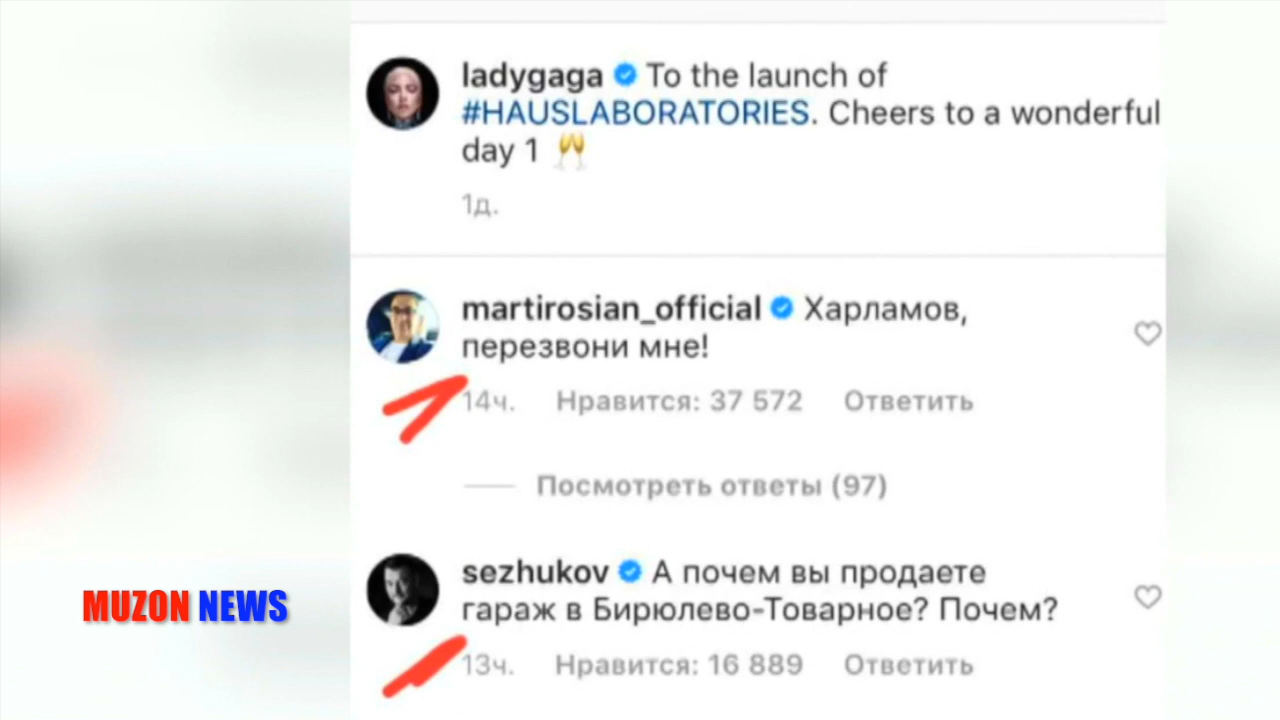 ladygaga To the launch of
#HAUSLABORATORIES. Cheers to a wonderful
day 1 🥂
1д.
martirosian_official Харламов,
перезвони мне!
14ч. Нравится: 37 572 Ответить
Посмотреть ответы (97)
sezhukov А почем вы продаете
гараж в Бирюлево-Товарное? Почем?
13ч. Нравится: 16 889 Ответить
MUZON NEWS